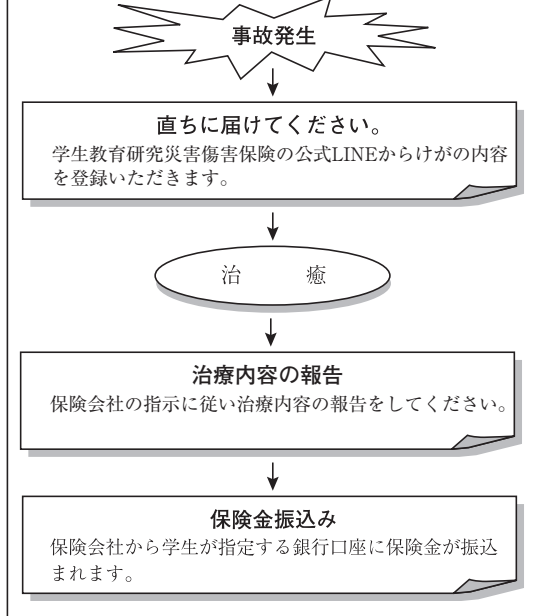 事故発生
直ちに届けてください。
学生教育研究災害傷害保険の公式LINEからけがの内容
を登録いただきます。
治　　癒
治療内容の報告
保険会社の指示に従い治療内容の報告をしてください。
保険金振込み
保険会社から学生が指定する銀行口座に保険金が振込
まれます。